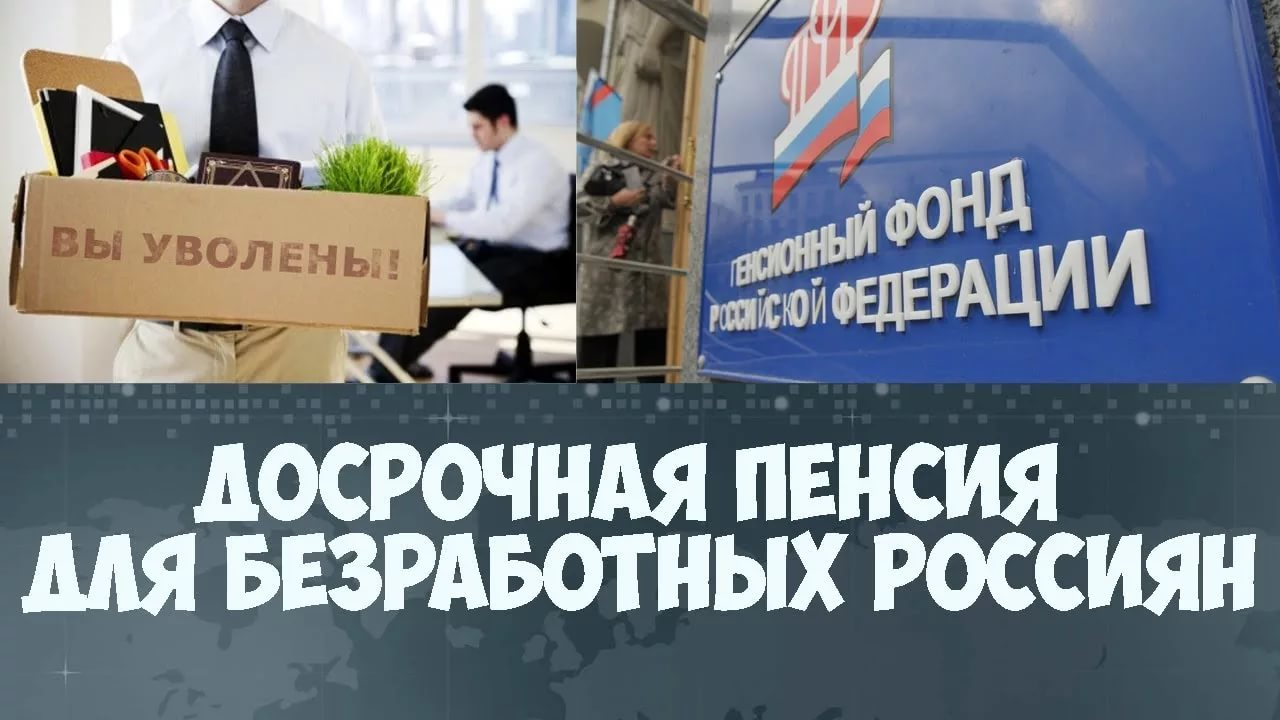 ВЫ УВОЛЕНЫ!
ПЕНСИОННЫЙ ФОНД
РОССИЙСКОЙ ФЕДЕРАЦИИ
ДОСРОЧНАЯ ПЕНСИЯ
ДЛЯ БЕЗРАБОТНЫХ РОССИЯН